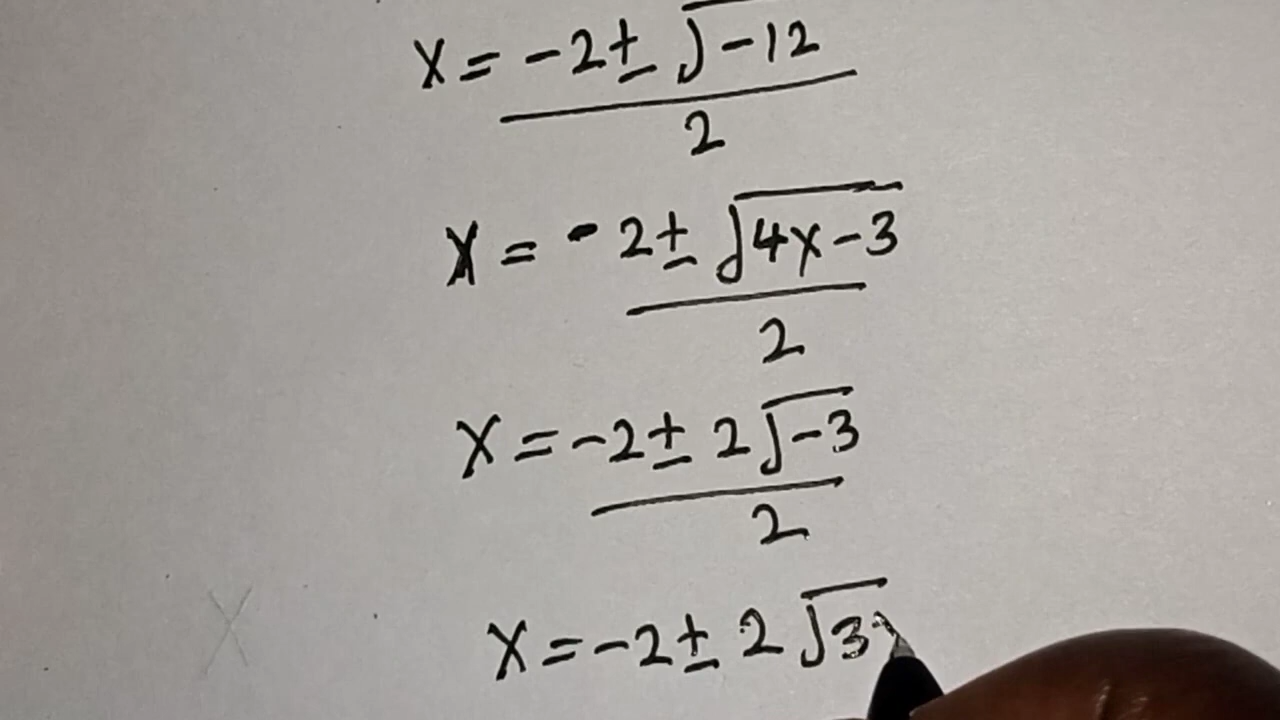 x = -2 ± √-12
2
x = - 2 ± √4x-3
2
x = -2 ± 2√-3
2
x = -2 ± 2√3